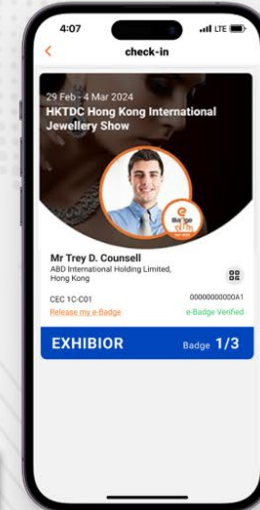 4:07
LTE
check-in
29 Feb - 4 Mar 2024
HKTDC Hong Kong International
Jewellery Show
e
Badge
Mr Trey D. Counsell
ABD International Holding Limited,
Hong Kong
CEC 1C-C01
00000000000A1
Release my e-Badge
e-Badge Verified
EXHIBIOR
Badge 1/3